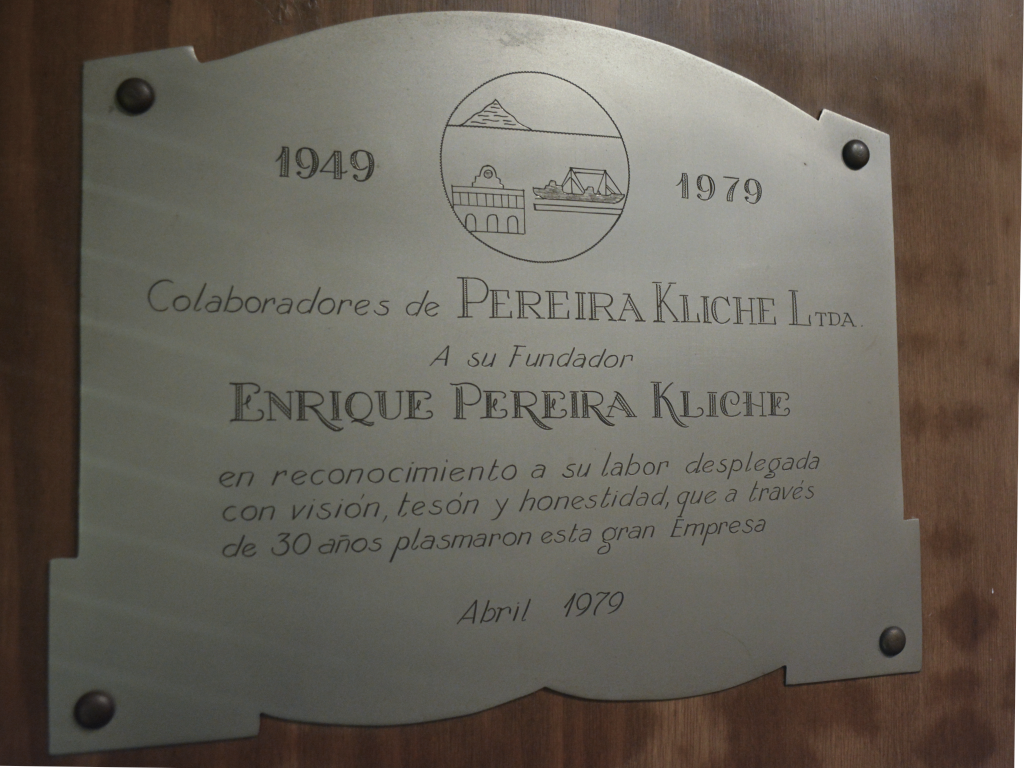 1949 1979
Colaboradores de PEREIRA KLICHE LTDA.
A su Fundador
ENRIQUE PEREIRA KLICHE
en reconocimiento a su labor desplegada
con visión, tesón y honestidad, que a través
de 30 años plasmaron esta gran Empresa
Abril 1979